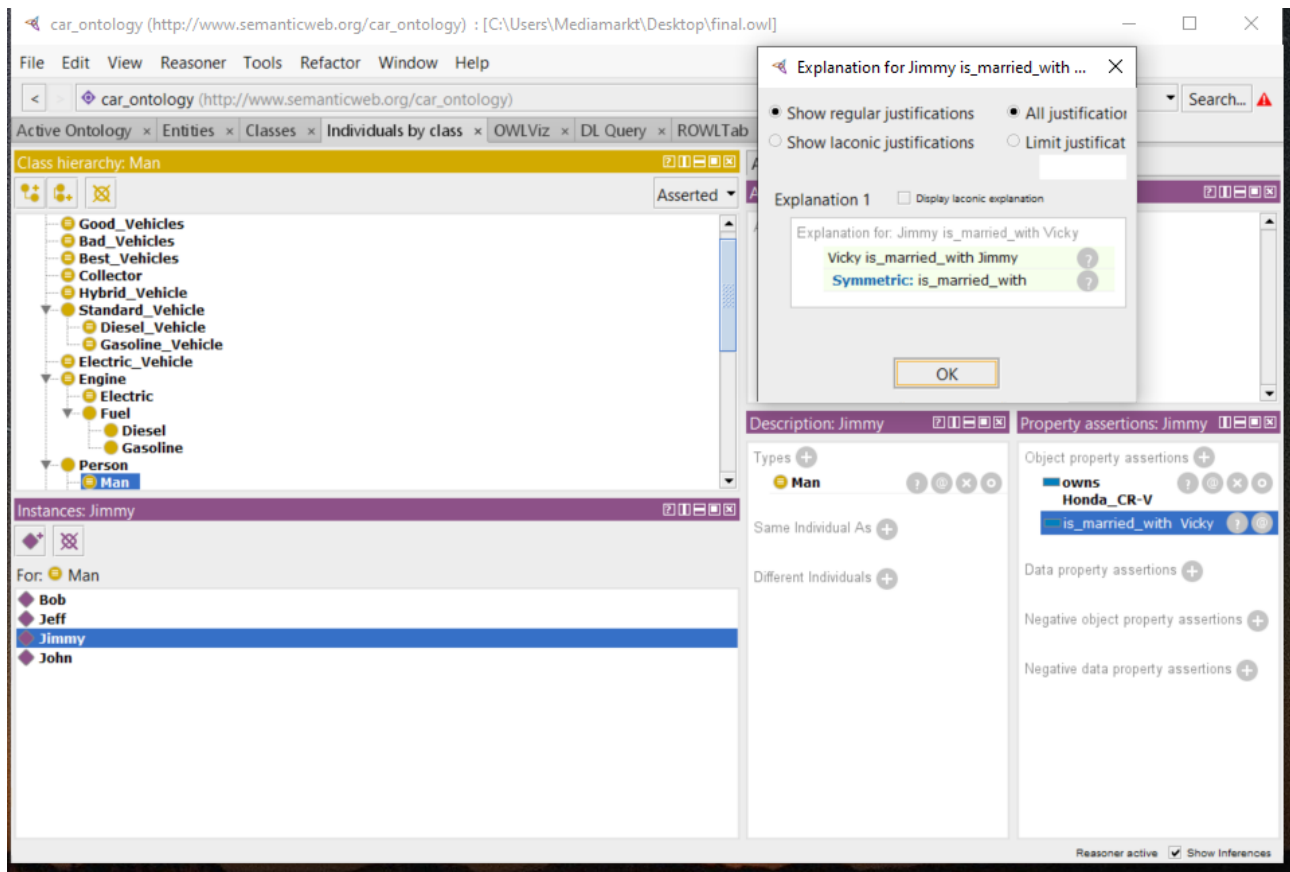 car_ontology (http://www.semanticweb.org/car_ontology) : [C:\Users\Mediamarkt\Desktop\final.owl]
File Edit View Reasoner Tools Refactor Window Help
< > car_ontology (http://www.semanticweb.org/car_ontology)
Search...
Active Ontology × Entities × Classes × Individuals by class × OWLViz × DL Query × ROWLTab
Class hierarchy: Man
Asserted
Good_Vehicles
Bad_Vehicles
Best_Vehicles
Collector
Hybrid_Vehicle
Standard_Vehicle
Diesel_Vehicle
Gasoline_Vehicle
Electric_Vehicle
Engine
Electric
Fuel
Diesel
Gasoline
Person
Man
Instances: Jimmy
For: Man
Bob
Jeff
Jimmy
John
Explanation for Jimmy is_married_with ...
Show regular justifications
All justification
Show laconic justifications
Limit justificat
Explanation 1
Display laconic explanation
Explanation for: Jimmy is_married_with Vicky
Vicky is_married_with Jimmy
Symmetric: is_married_with
OK
Description: Jimmy
Types
Man
Same Individual As
Different Individuals
Property assertions: Jimmy
Object property assertions
owns
Honda_CR-V
is_married_with Vicky
Data property assertions
Negative object property assertions
Negative data property assertions
Reasoner active Show Inferences